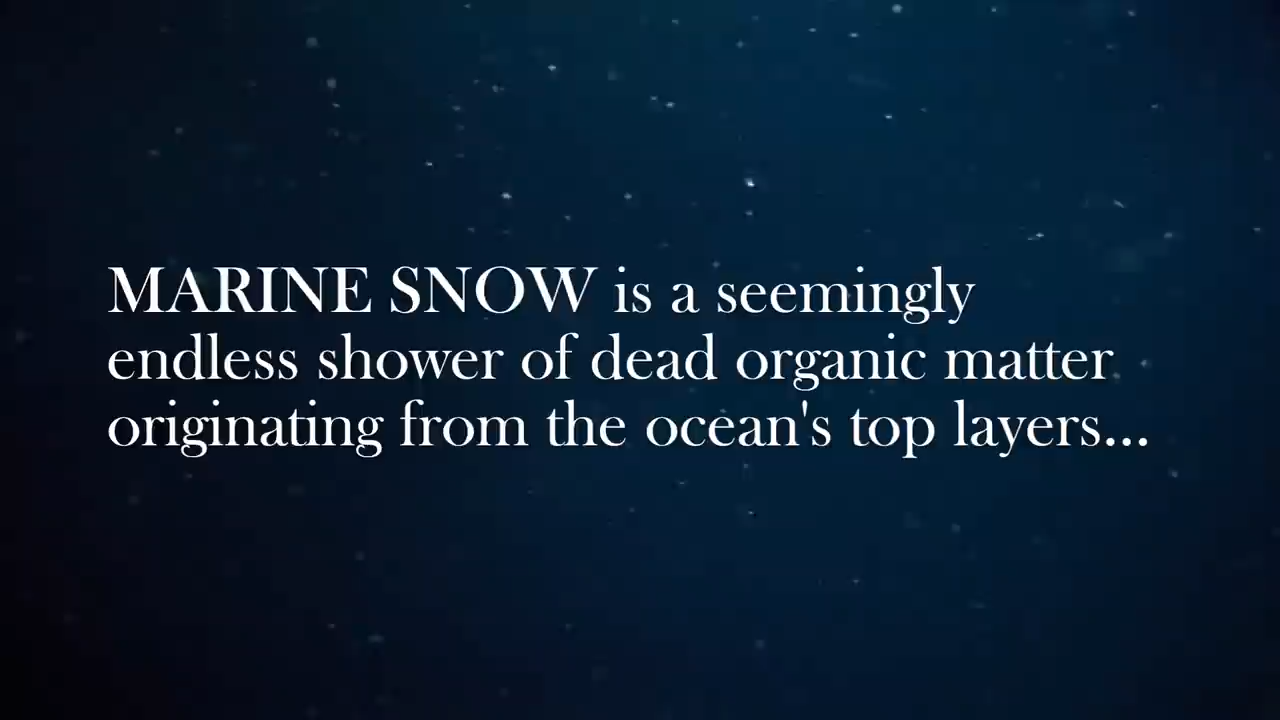 MARINE SNOW is a seemingly
endless shower of dead organic matter
originating from the ocean's top layers...